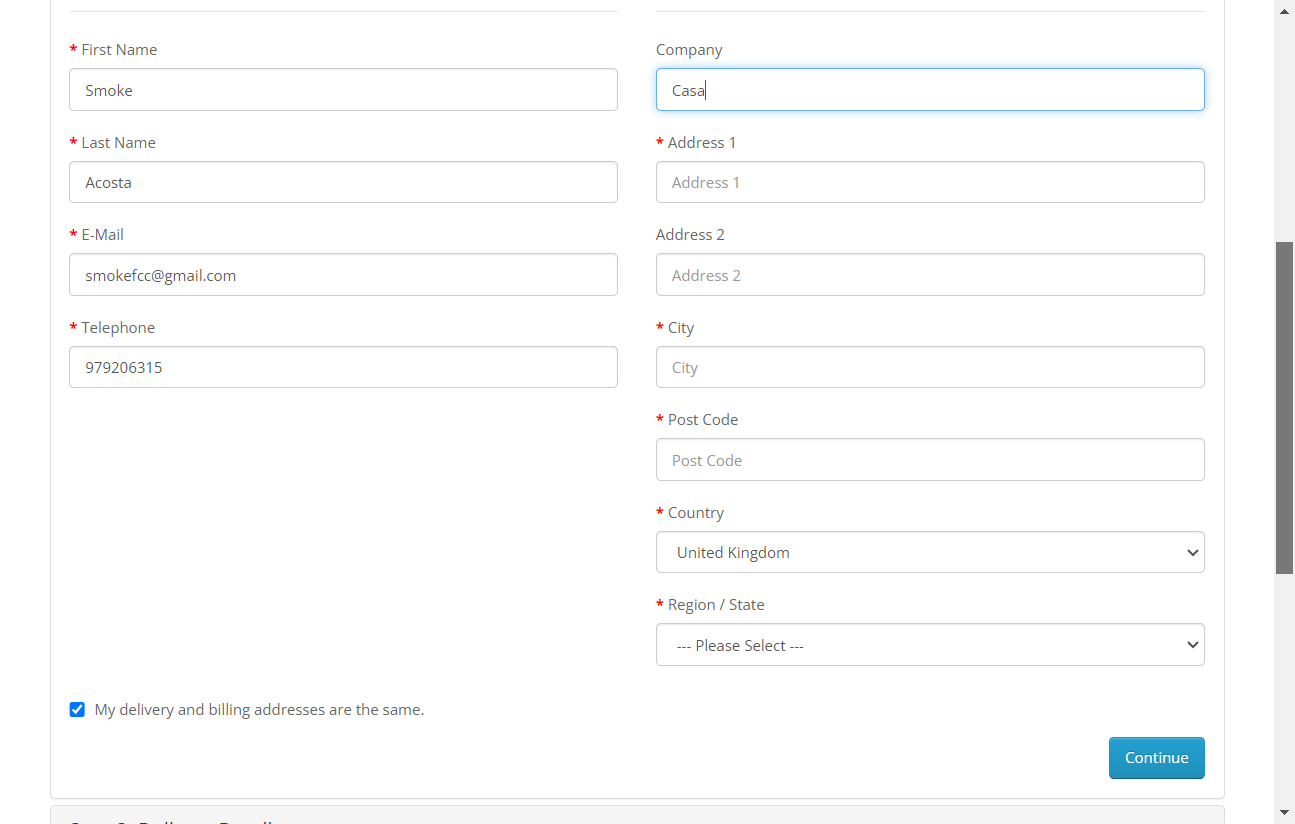 * First Name
Smoke
* Last Name
Acosta
* E-Mail
smokefcc@gmail.com
* Telephone
979206315
Company
Casa
* Address 1
Address 1
Address 2
Address 2
* City
City
* Post Code
Post Code
* Country
United Kingdom
* Region / State
--- Please Select ---
My delivery and billing addresses are the same.
Continue